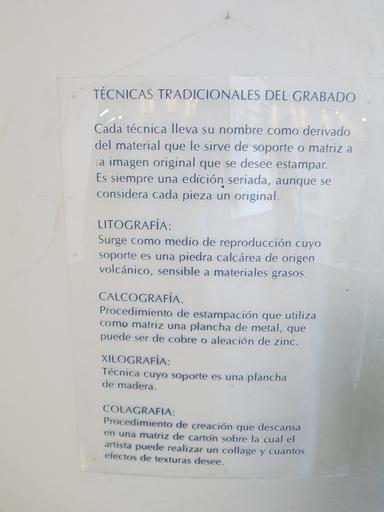 TÉCNICAS TRADICIONALES DEL GRABADO
Cada técnica lleva su nombre como derivado
del material que le sirve de soporte o matriz a
la imagen original que se desee estampar.
Es siempre una edición seriada, aunque se
considera cada pieza un original.
LITOGRAFÍA:
Surge como medio de reproducción cuyo
soporte es una piedra calcárea de origen
volcánico, sensible a materiales grasos.
CALCOGRAFÍA.
Procedimiento de estampación que utiliza
como matriz una plancha de metal, que
puede ser de cobre o aleación de zinc.
XILOGRAFÍA:
Técnica cuyo soporte es una plancha
de madera.
COLAGRAFIA:
Procedimiento de creación que descansa
en una matriz de cartón sobre la cual el
artista puede realizar un collage y cuantos
efectos de texturas desee.